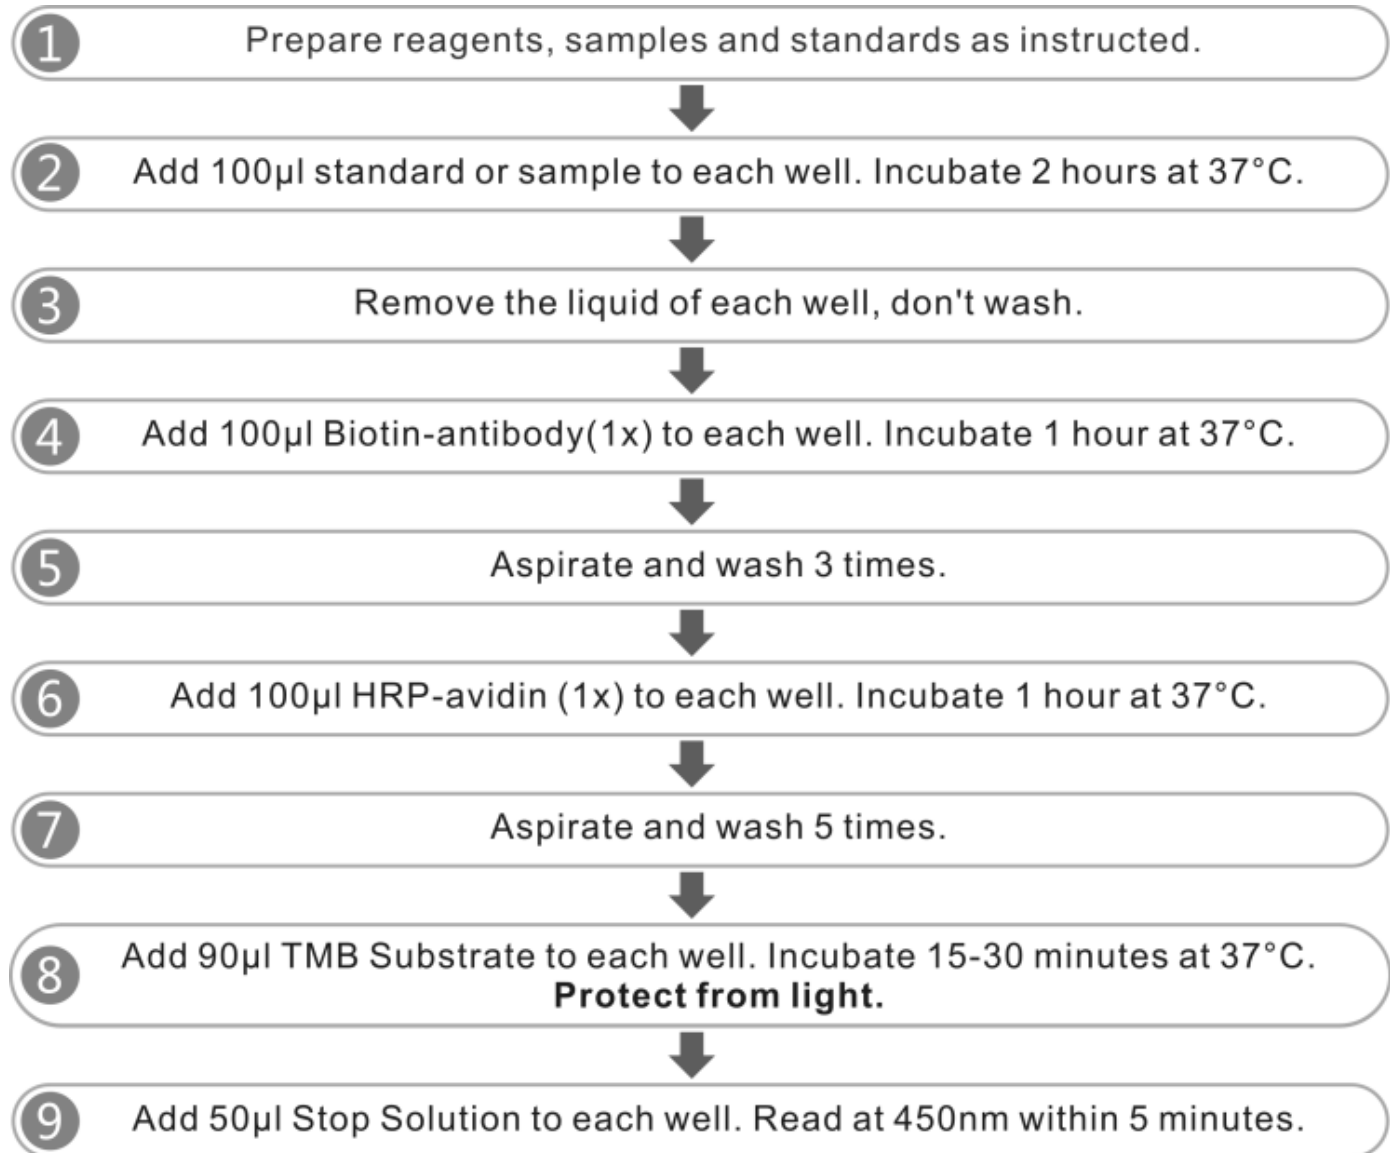 1 Prepare reagents, samples and standards as instructed.
2 Add 100µl standard or sample to each well. Incubate 2 hours at 37°C.
3 Remove the liquid of each well, don't wash.
4 Add 100µl Biotin-antibody(1x) to each well. Incubate 1 hour at 37°C.
5 Aspirate and wash 3 times.
6 Add 100µl HRP-avidin (1x) to each well. Incubate 1 hour at 37°C.
7 Aspirate and wash 5 times.
8 Add 90µl TMB Substrate to each well. Incubate 15-30 minutes at 37°C.
Protect from light.
9 Add 50µl Stop Solution to each well. Read at 450nm within 5 minutes.